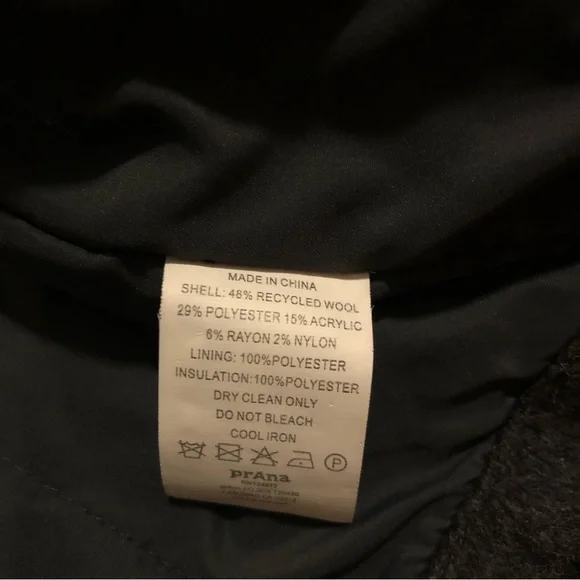 MADE IN CHINA
SHELL: 48% RECYCLED WOOL
29% POLYESTER 15% ACRYLIC
6% RAYON 2% NYLON
LINING: 100%POLYESTER
INSULATION:100%POLYESTER
DRY CLEAN ONLY
DO NOT BLEACH
COOL IRON
P
prAna